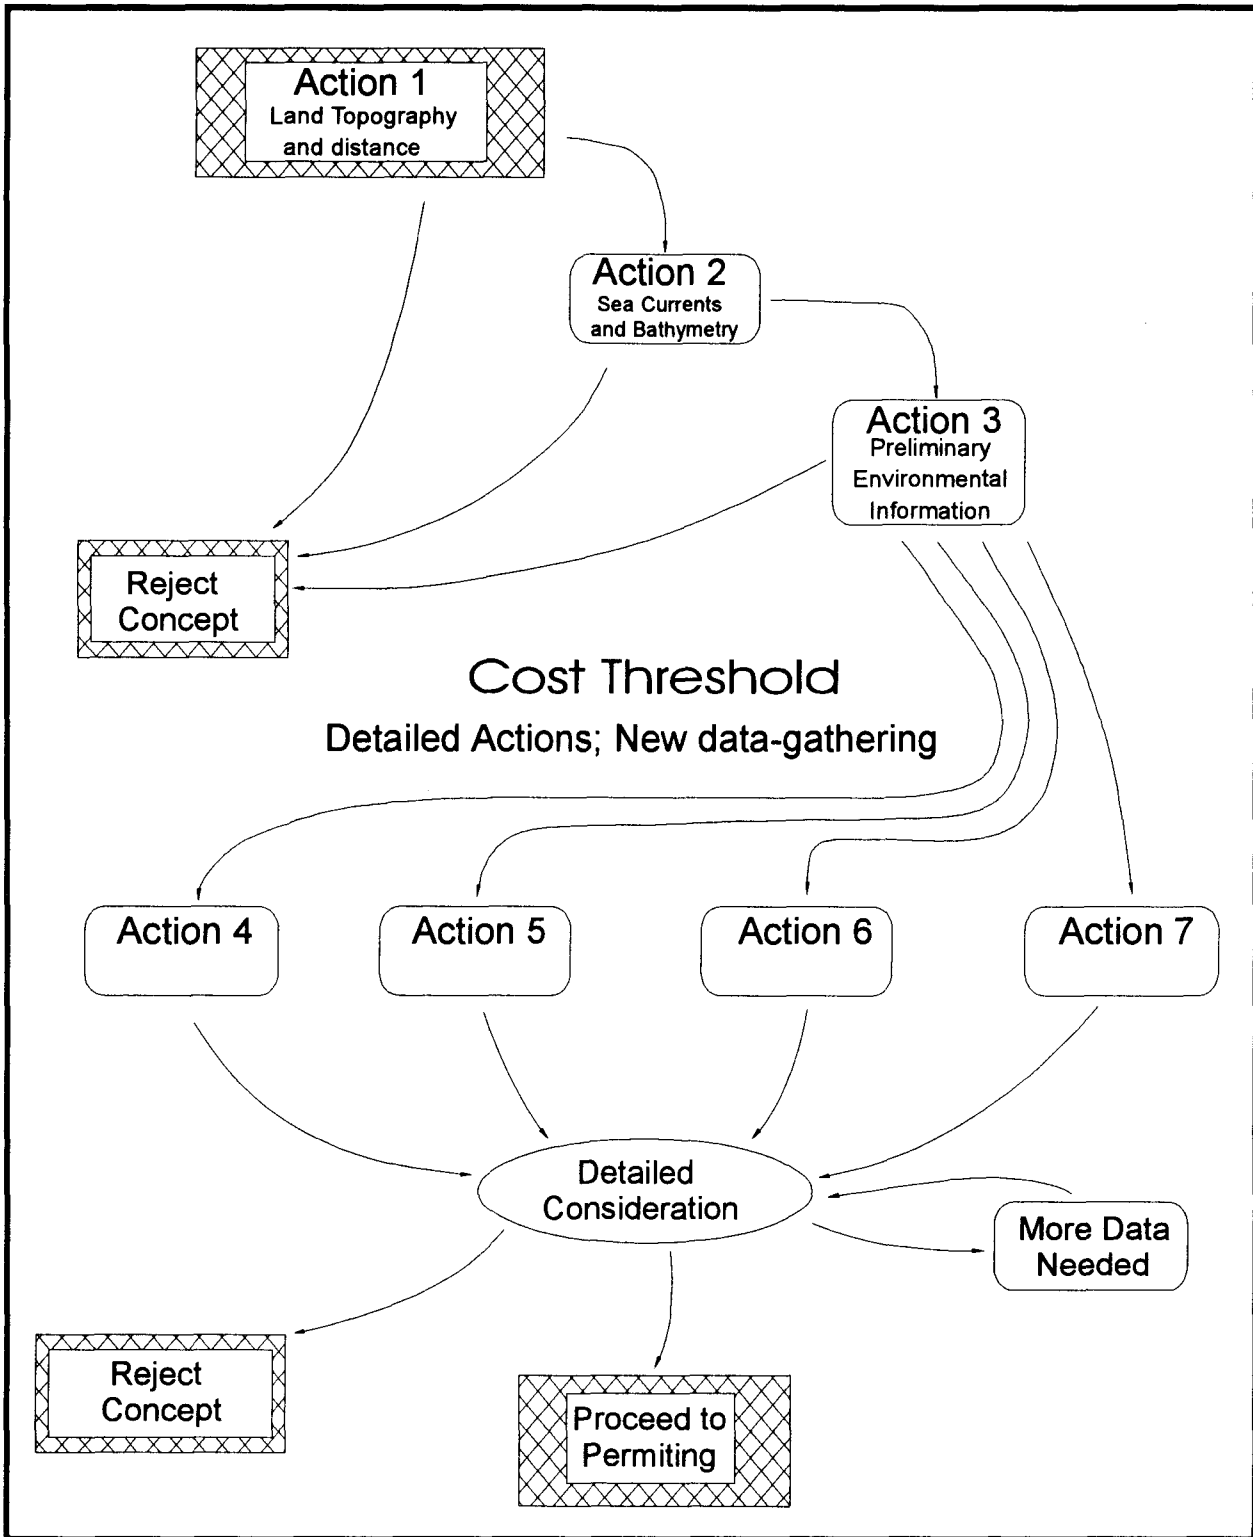 Action 1
Land Topography
and distance
Action 2
Sea Currents
and Bathymetry
Action 3
Preliminary
Environmental
Information
Reject
Concept
Cost Threshold
Detailed Actions; New data-gathering
Action 4
Action 5
Action 6
Action 7
Detailed
Consideration
More Data
Needed
Reject
Concept
Proceed to
Permiting